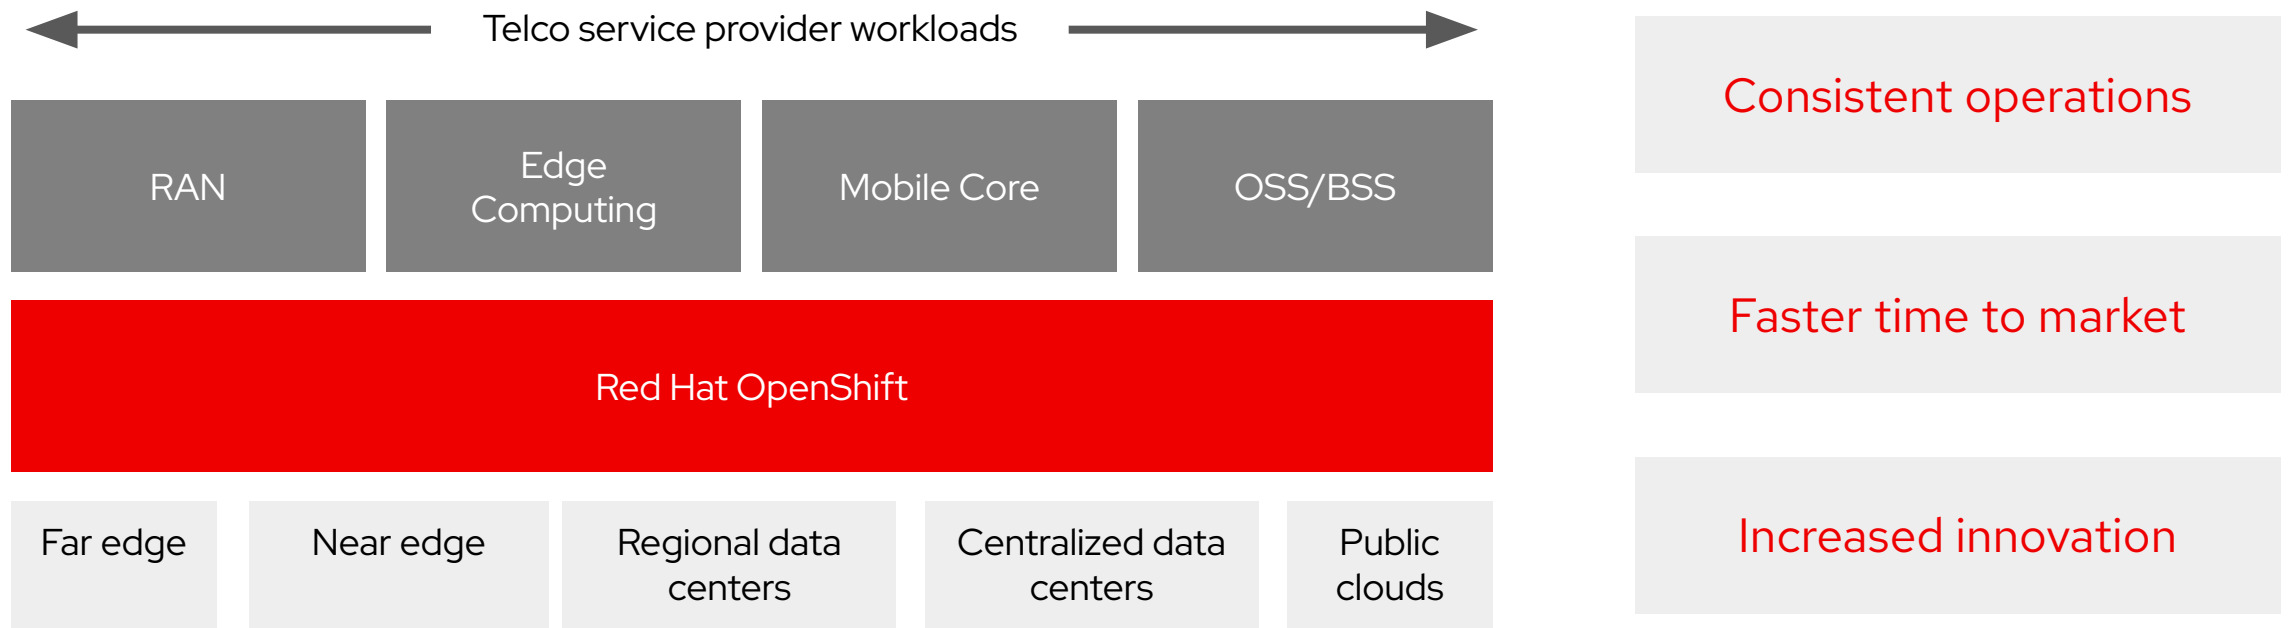 Telco service provider workloads
RAN
Edge
Computing
Mobile Core
OSS/BSS
Red Hat OpenShift
Far edge
Near edge
Regional data
centers
Centralized data
centers
Public
clouds
Consistent operations
Faster time to market
Increased innovation